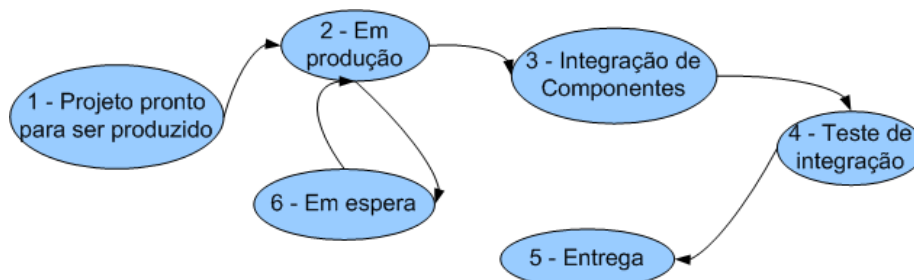 1 - Projeto pronto
para ser produzido
2 - Em
produção
3 - Integração de
Componentes
4 - Teste de
integração
5 - Entrega
6 - Em espera